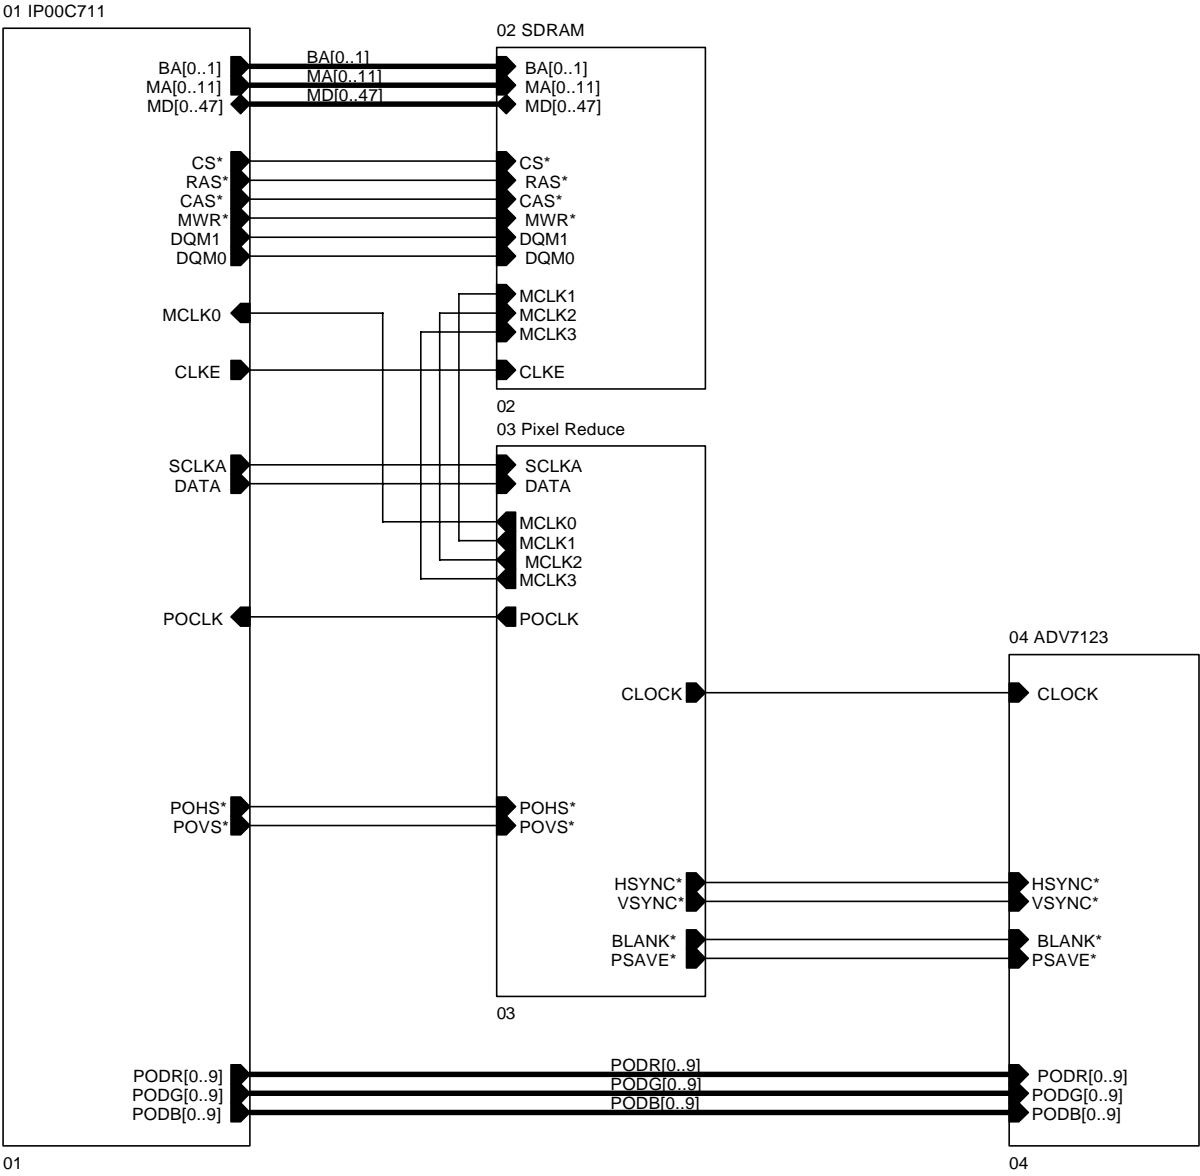 01 IP00C711
02 SDRAM
BA[0..1] BA[0..1] BA[0..1]
MA[0..11] MA[0..11] MA[0..11]
MD[0..47] MD[0..47] MD[0..47]
CS* CS*
RAS* RAS*
CAS* CAS*
MWR* MWR*
DQM1 DQM1
DQM0 DQM0
MCLK1
MCLK0 MCLK2
MCLK3
CLKE CLKE
02
03 Pixel Reduce
SCLKA SCLKA
DATA DATA
MCLK0
MCLK1
MCLK2
MCLK3
POCLK POCLK
04 ADV7123
CLOCK CLOCK
POHS* POHS*
POVS* POVS*
HSYNC* HSYNC*
VSYNC* VSYNC*
BLANK* BLANK*
PSAVE* PSAVE*
03
PODR[0..9] PODR[0..9] PODR[0..9]
PODG[0..9] PODG[0..9] PODG[0..9]
PODB[0..9] PODB[0..9] PODB[0..9]
01 04